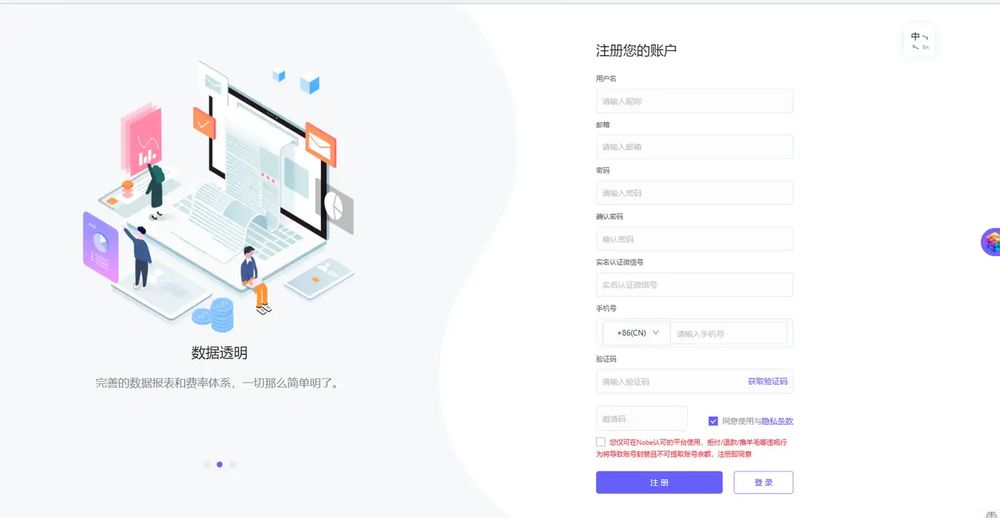 数据透明
完善的数据报表和费率体系，一切那么简单明了。
中
En
注册您的账户
用户名
请输入昵称
邮箱
请输入邮箱
密码
请输入密码
确认密码
确认密码
实名认证微信号
实名认证微信号
手机号
+86(CN)
请输入手机号
验证码
请输入验证码
获取验证码
邀请码
同意使用与隐私条款
您仅可在Nobe认可的平台使用，拒付/退款/撸羊毛等违规行
为将导致账号封禁且不可提取账号余额，注册即同意
注 册
登 录